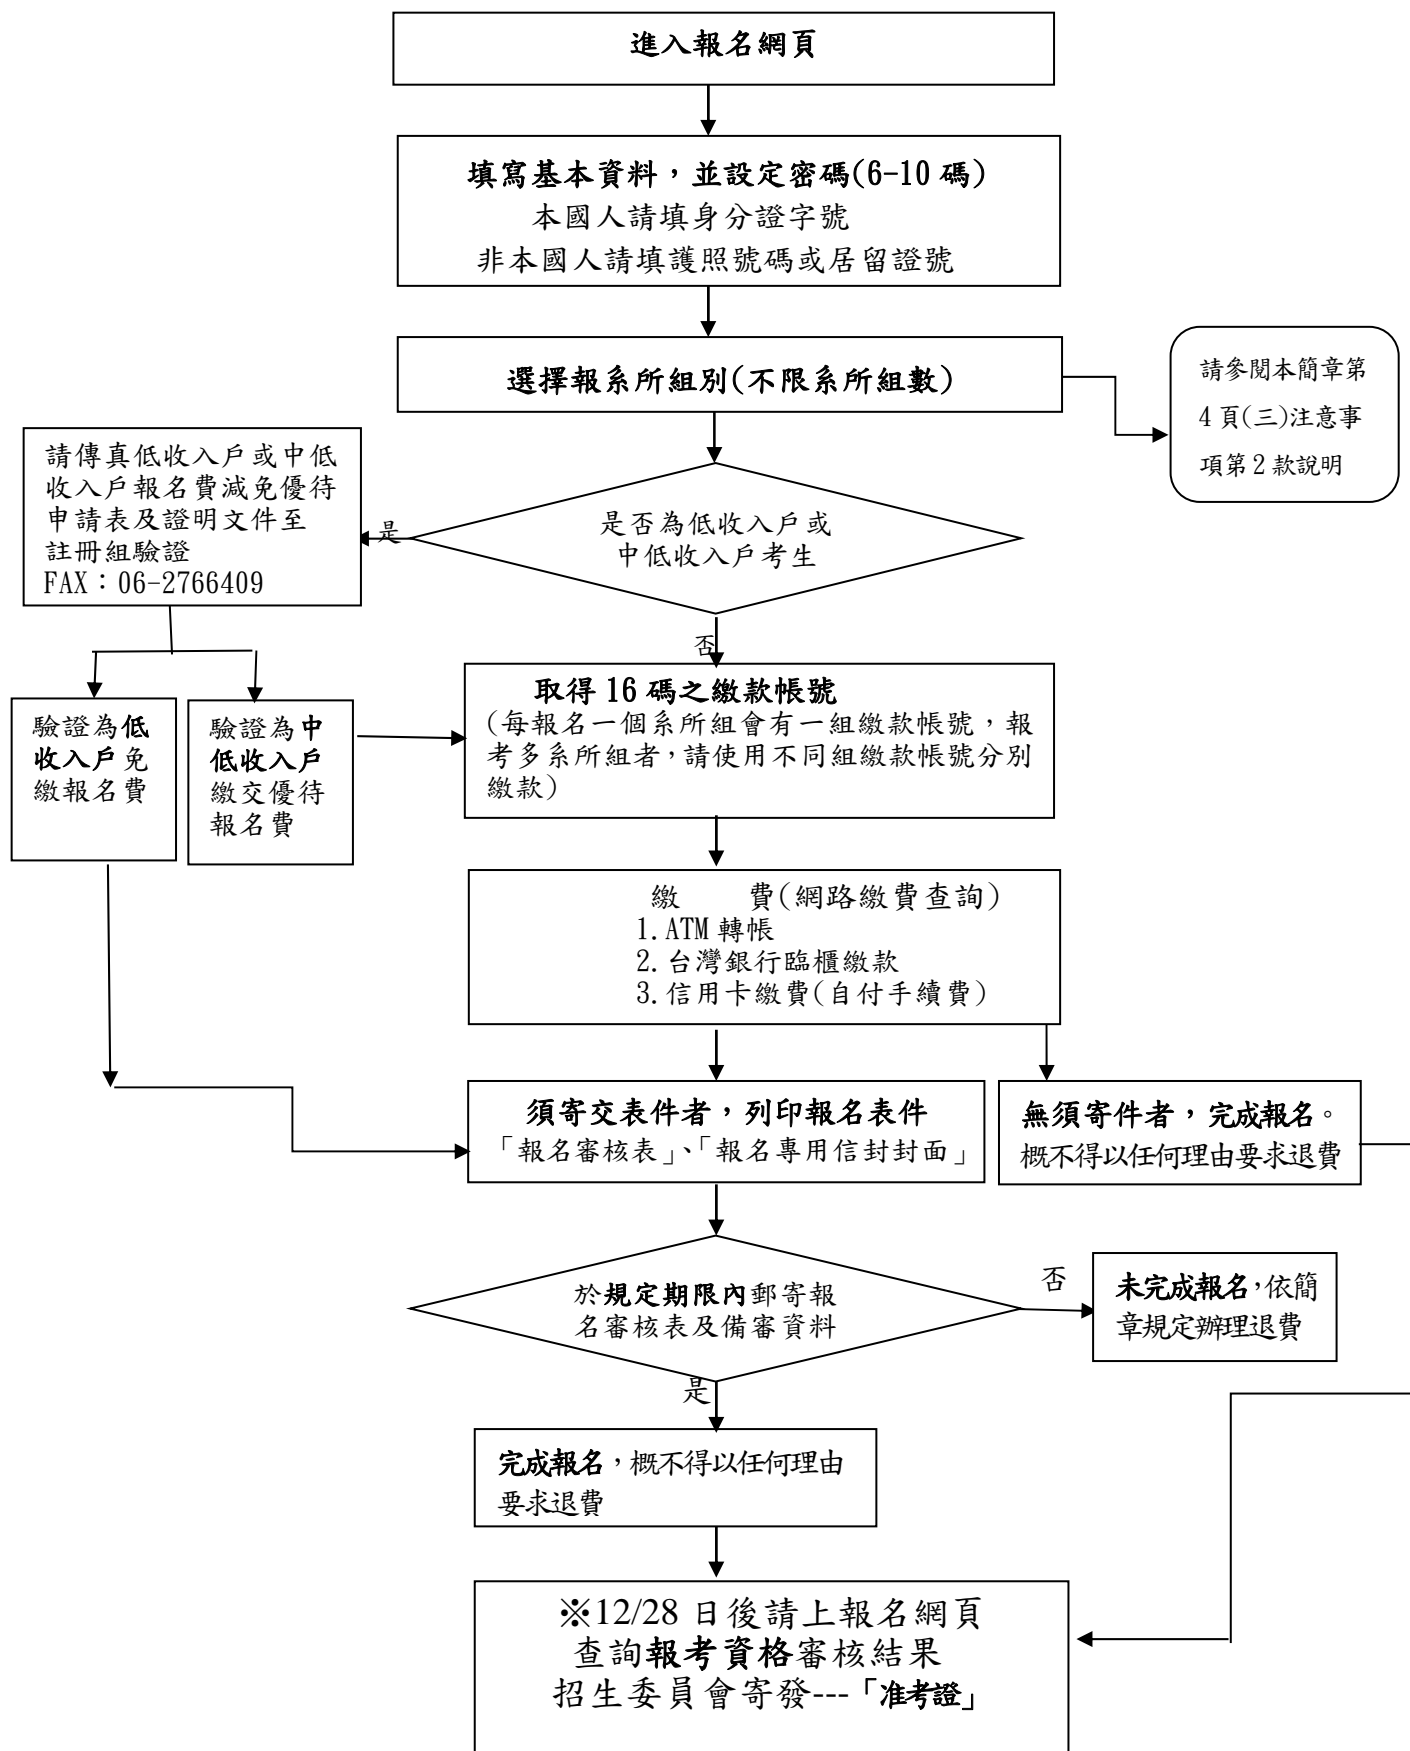 進入報名網頁
填寫基本資料，並設定密碼(6-10 碼)
本國人請填身分證字號
非本國人請填護照號碼或居留證號
選擇報系所組別(不限系所組數)
請參閱本簡章第
4 頁(三)注意事
項第 2 款說明
請傳真低收入戶或中低
收入戶報名費減免優待
申請表及證明文件至
註冊組驗證
FAX：06-2766409
是
是否為低收入戶或
中低收入戶考生
否
驗證為低
收入戶免
繳報名費
驗證為中
低收入戶
繳交優待
報名費
取得 16 碼之繳款帳號
(每報名一個系所組會有一組繳款帳號，報
考多系所組者，請使用不同組繳款帳號分別
繳款)
繳 費(網路繳費查詢)
1. ATM 轉帳
2. 台灣銀行臨櫃繳款
3. 信用卡繳費(自付手續費)
須寄交表件者，列印報名表件
「報名審核表」、「報名專用信封封面」
無須寄件者，完成報名。
概不得以任何理由要求退費
於規定期限內郵寄報
名審核表及備審資料
否
未完成報名，依簡
章規定辦理退費
是
完成報名，概不得以任何理由
要求退費
※12/28 日後請上報名網頁
查詢報考資格審核結果
招生委員會寄發---「准考證」